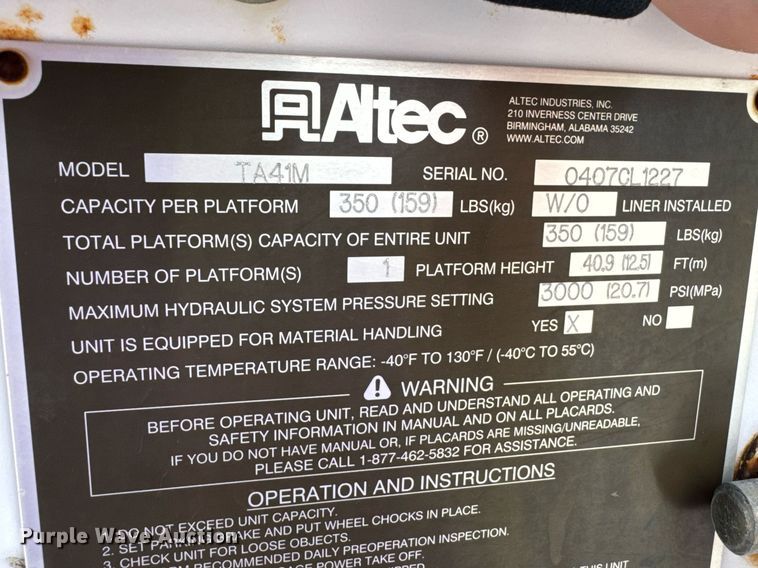 Altec ®
ALTEC INDUSTRIES, INC.
210 INVERNESS CENTER DRIVE
BIRMINGHAM, ALABAMA 35242
WWW.ALTEC.COM
MODEL TA41M SERIAL NO. 0407CL1227
CAPACITY PER PLATFORM 350 (159) LBS(kg) W/O LINER INSTALLED
TOTAL PLATFORM(S) CAPACITY OF ENTIRE UNIT 350 (159) LBS(kg)
NUMBER OF PLATFORM(S) 1 PLATFORM HEIGHT 40.9 (12.5) FT(m)
MAXIMUM HYDRAULIC SYSTEM PRESSURE SETTING 3000 (20.7) PSI(MPa)
UNIT IS EQUIPPED FOR MATERIAL HANDLING YES X NO
OPERATING TEMPERATURE RANGE: -40°F TO 130°F / (-40°C TO 55°C)
WARNING
BEFORE OPERATING UNIT, READ AND UNDERSTAND ALL OPERATING AND
SAFETY INFORMATION IN MANUAL AND ON ALL PLACARDS.
IF YOU DO NOT HAVE MANUAL OR, IF PLACARDS ARE MISSING/UNREADABLE,
PLEASE CALL 1-877-462-5832 FOR ASSISTANCE.
OPERATION AND INSTRUCTIONS
1. DO NOT EXCEED UNIT CAPACITY.
2. SET PARKING BRAKE AND PUT WHEEL CHOCKS IN PLACE.
3. CHECK UNIT FOR LOOSE OBJECTS.
RECOMMENDED DAILY PREOPERATION INSPECTION.
POWER TAKE OFF.
THIS UNIT
Purple Wave Auction